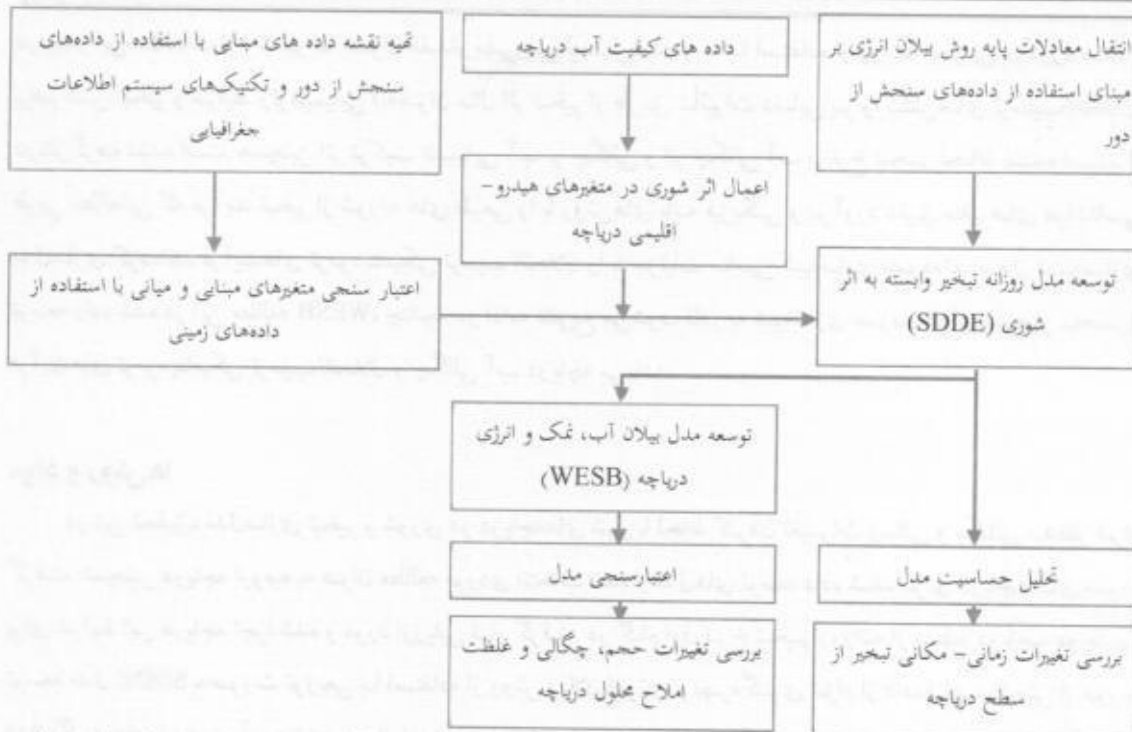 انتقال معادلات پایه روش بیلان انرژی بر
مبنای استفاده از داده‌های سنجش از
دور
داده های کیفیت آب دریاچه
تهیه نقشه داده های مبنایی با استفاده از داده‌های
سنجش از دور و تکنیک‌های سیستم اطلاعات
جغرافیایی
اعمال اثر شوری در متغیرهای هیدرو-
اقلیمی دریاچه
توسعه مدل روزانه تبخیر وابسته به اثر
شوری (SDDE)
اعتبار سنجی متغیرهای مبنایی و میانی با استفاده از
داده‌های زمینی
توسعه مدل بیلان آب، نمک و انرژی
دریاچه (WESB)
تحلیل حساسیت مدل
اعتبارسنجی مدل
بررسی تغییرات زمانی- مکانی تبخیر از
سطح دریاچه
بررسی تغییرات حجم، چگالی و غلظت
املاح محلول دریاچه